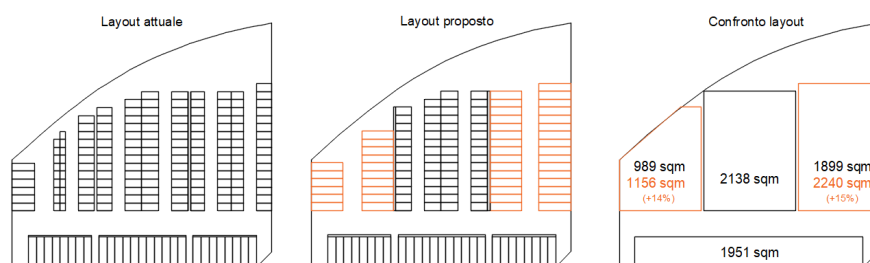 Layout attuale
Layout proposto
Confronto layout
989 sqm
1156 sqm
(+14%)
2138 sqm
1899 sqm
2240 sqm
(+15%)
1951 sqm